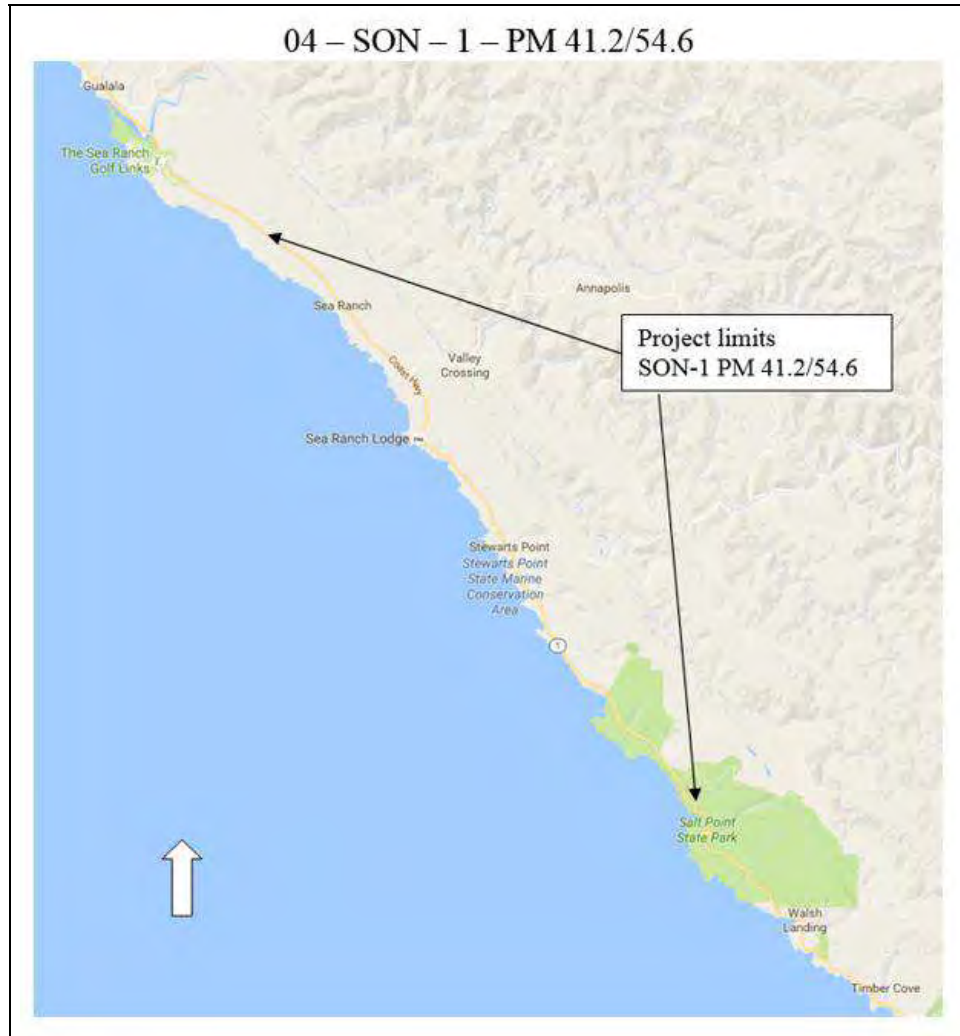 04 – SON – 1 – PM 41.2/54.6
Gualala
The Sea Ranch
Golf Links
Annapolis
Sea Ranch
Project limits
SON-1 PM 41.2/54.6
Valley
Crossing
Coast Hwy
Sea Ranch Lodge
Stewarts Point
Stewarts Point
State Marine
Conservation
Area
1
Salt Point
State Park
Walsh
Landing
Timber Cove